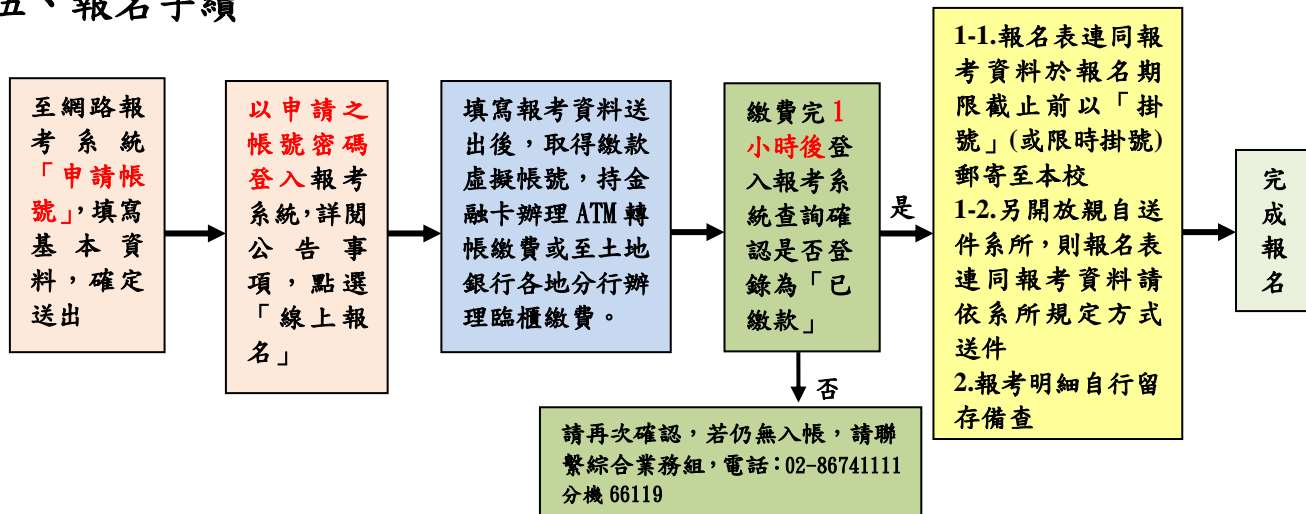 五、報名手續
至網路報
考系統
「申請帳
號」，填寫
基本資
料，確定
送出
以申請之
帳號密碼
登入報考
系統，詳閱
公告事
項，點選
「線上報
名」
填寫報考資料送
出後，取得繳款
虛擬帳號，持金
融卡辦理 ATM 轉
帳繳費或至土地
銀行各地分行辦
理臨櫃繳費。
繳費完 1
小時後登
入報考系
統查詢確
認是否登
錄為「已
繳款」
是
否
請再次確認，若仍無入帳，請聯
繫綜合業務組，電話：02-86741111
分機 66119
1-1.報名表連同報
考資料於報名期
限截止前以「掛
號」(或限時掛號)
郵寄至本校
1-2.另開放親自送
件系所，則報名表
連同報考資料請
依系所規定方式
送件
2.報考明細自行留
存備查
完
成
報
名